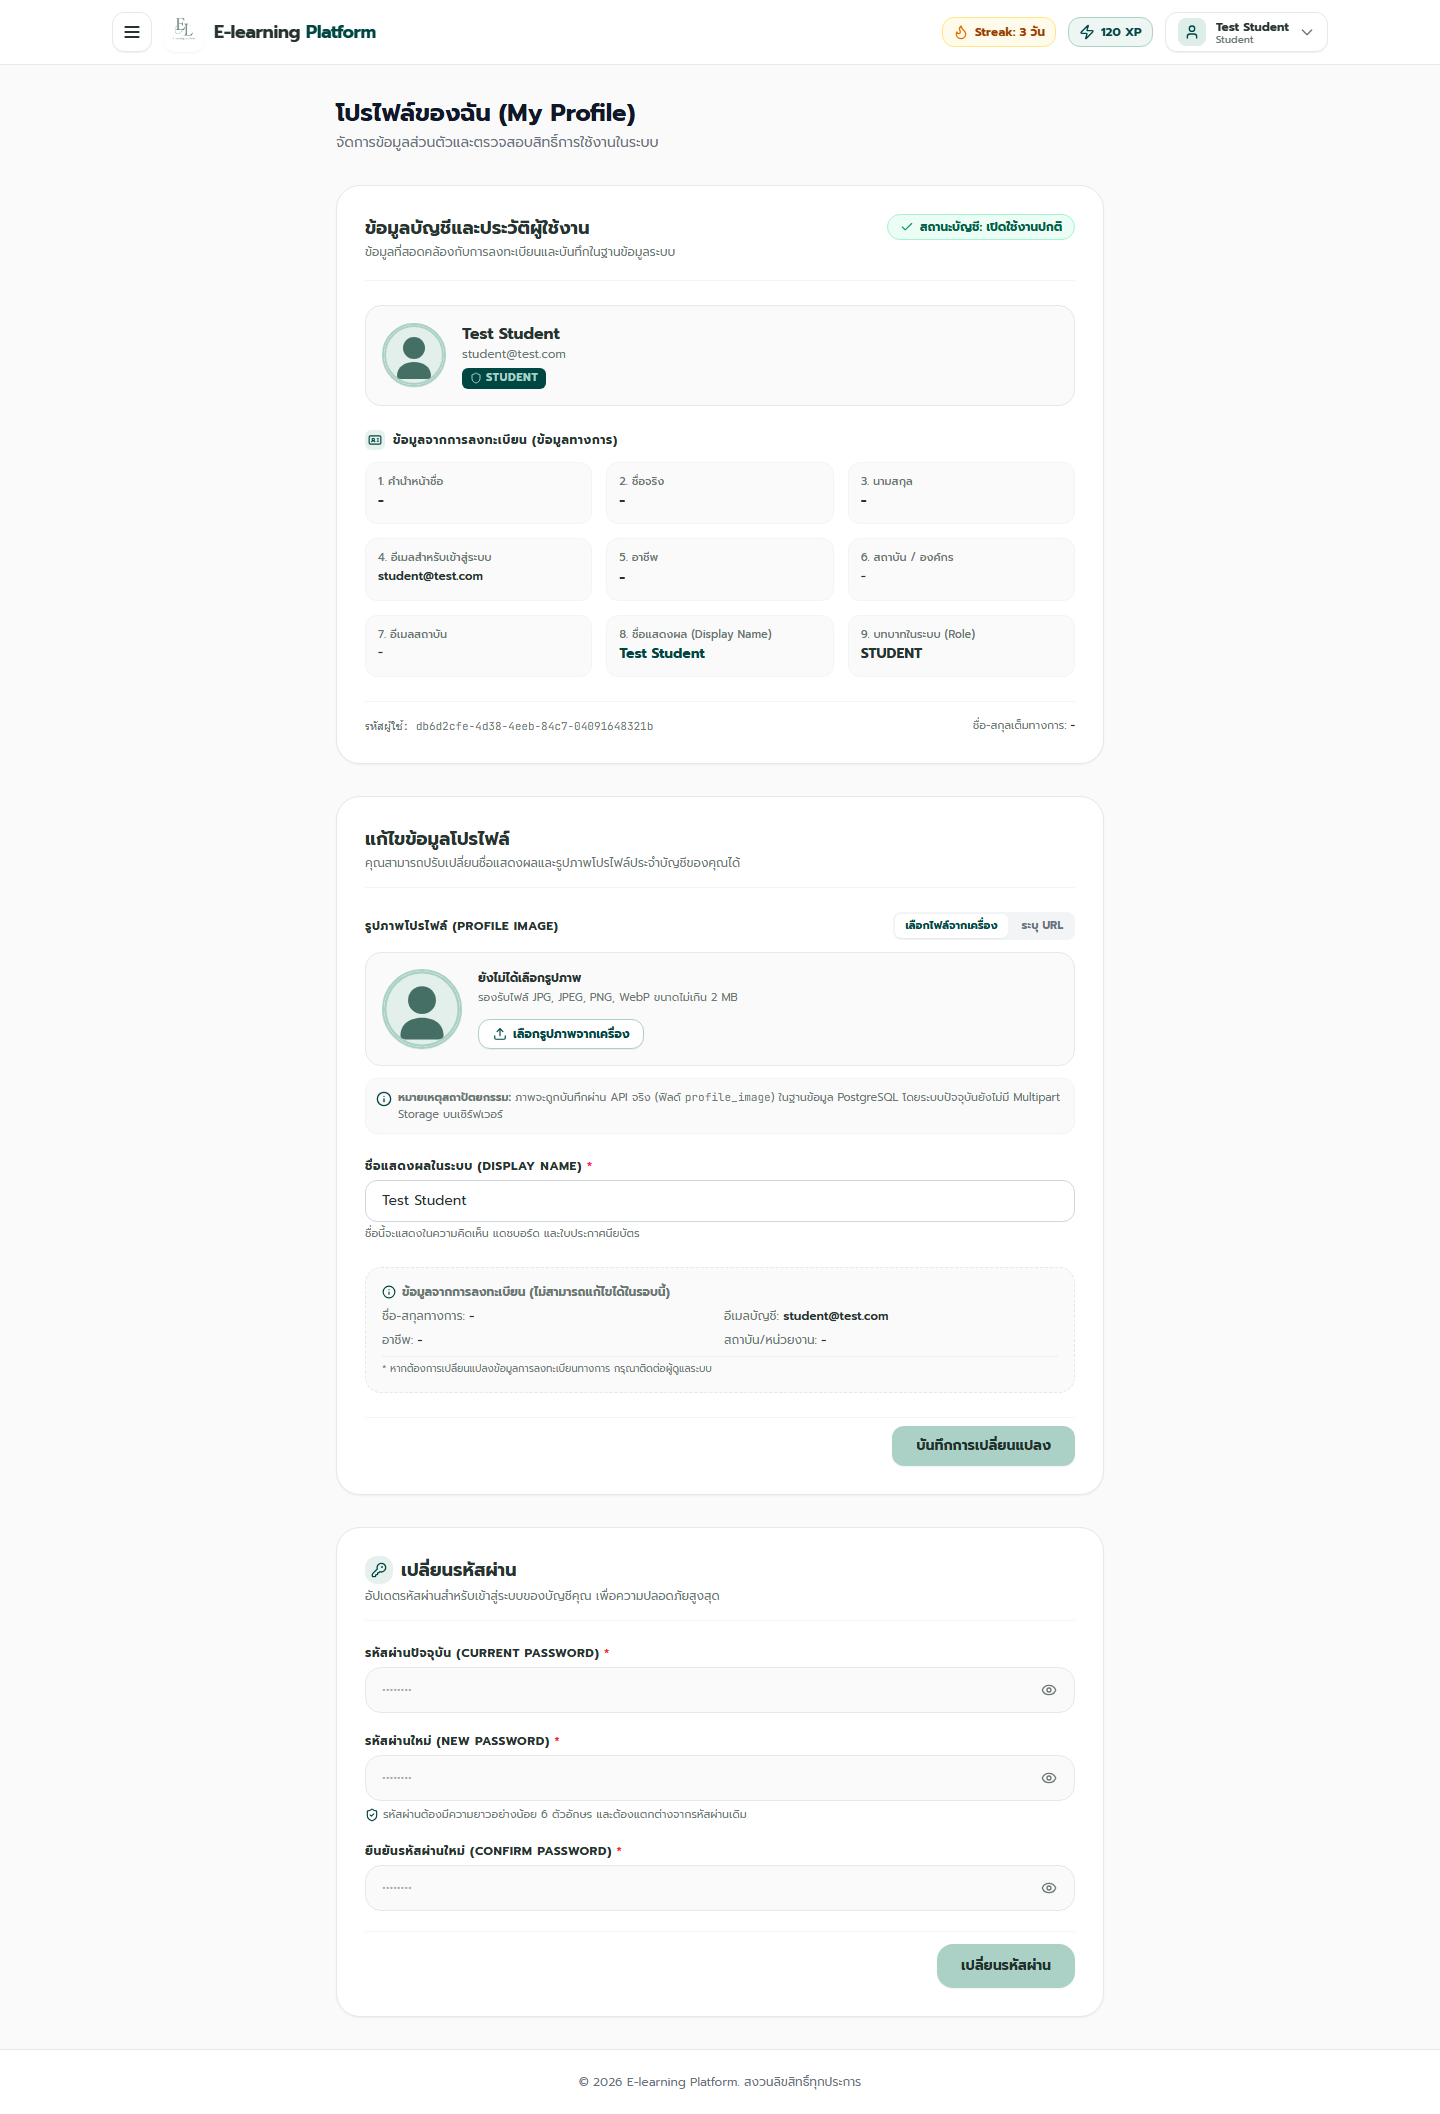 E-learning Platform
Streak: 3 วัน
120 XP
Test Student
Student
โปรไฟล์ของฉัน (My Profile)
จัดการข้อมูลส่วนตัวและตรวจสอบสิทธิ์การใช้งานในระบบ
ข้อมูลบัญชีและประวัติผู้ใช้งาน
สถานะบัญชี: เปิดใช้งานปกติ
ข้อมูลที่สอดคล้องกับการลงทะเบียนและบันทึกในฐานข้อมูลระบบ
Test Student
student@test.com
STUDENT
ข้อมูลจากการลงทะเบียน (ข้อมูลทางการ)
1. คำนำหน้าชื่อ
-
2. ชื่อจริง
-
3. นามสกุล
-
4. อีเมลสำหรับเข้าสู่ระบบ
student@test.com
5. อาชีพ
-
6. สถาบัน / องค์กร
-
7. อีเมลสถาบัน
-
8. ชื่อแสดงผล (Display Name)
Test Student
9. บทบาทในระบบ (Role)
STUDENT
รหัสผู้ใช้: db6d2cfe-4d38-4eeb-84c7-04091648321b
ชื่อ-สกุลเต็มทางการ: -
แก้ไขข้อมูลโปรไฟล์
คุณสามารถปรับเปลี่ยนชื่อแสดงผลและรูปภาพโปรไฟล์ประจำบัญชีของคุณได้
รูปภาพโปรไฟล์ (PROFILE IMAGE)
เลือกไฟล์จากเครื่อง
ระบุ URL
ยังไม่ได้เลือกรูปภาพ
รองรับไฟล์ JPG, JPEG, PNG, WebP ขนาดไม่เกิน 2 MB
เลือกรูปภาพจากเครื่อง
หมายเหตุสถาปัตยกรรม: ภาพจะถูกบันทึกผ่าน API จริง (ฟิลด์ profile_image) ในฐานข้อมูล PostgreSQL โดยระบบปัจจุบันยังไม่มี Multipart
Storage บนเซิร์ฟเวอร์
ชื่อแสดงผลในระบบ (DISPLAY NAME) *
Test Student
ชื่อนี้จะแสดงในความคิดเห็น แดชบอร์ด และใบประกาศนียบัตร
ข้อมูลจากการลงทะเบียน (ไม่สามารถแก้ไขได้ในรอบนี้)
ชื่อ-สกุลทางการ: -
อีเมลบัญชี: student@test.com
อาชีพ: -
สถาบัน/หน่วยงาน: -
* หากต้องการเปลี่ยนแปลงข้อมูลการลงทะเบียนทางการ กรุณาติดต่อผู้ดูแลระบบ
บันทึกการเปลี่ยนแปลง
เปลี่ยนรหัสผ่าน
อัปเดตรหัสผ่านสำหรับเข้าสู่ระบบของบัญชีคุณ เพื่อความปลอดภัยสูงสุด
รหัสผ่านปัจจุบัน (CURRENT PASSWORD) *
••••••••
รหัสผ่านใหม่ (NEW PASSWORD) *
••••••••
รหัสผ่านต้องมีความยาวอย่างน้อย 6 ตัวอักษร และต้องแตกต่างจากรหัสผ่านเดิม
ยืนยันรหัสผ่านใหม่ (CONFIRM PASSWORD) *
••••••••
เปลี่ยนรหัสผ่าน
© 2026 E-learning Platform. สงวนลิขสิทธิ์ทุกประการ